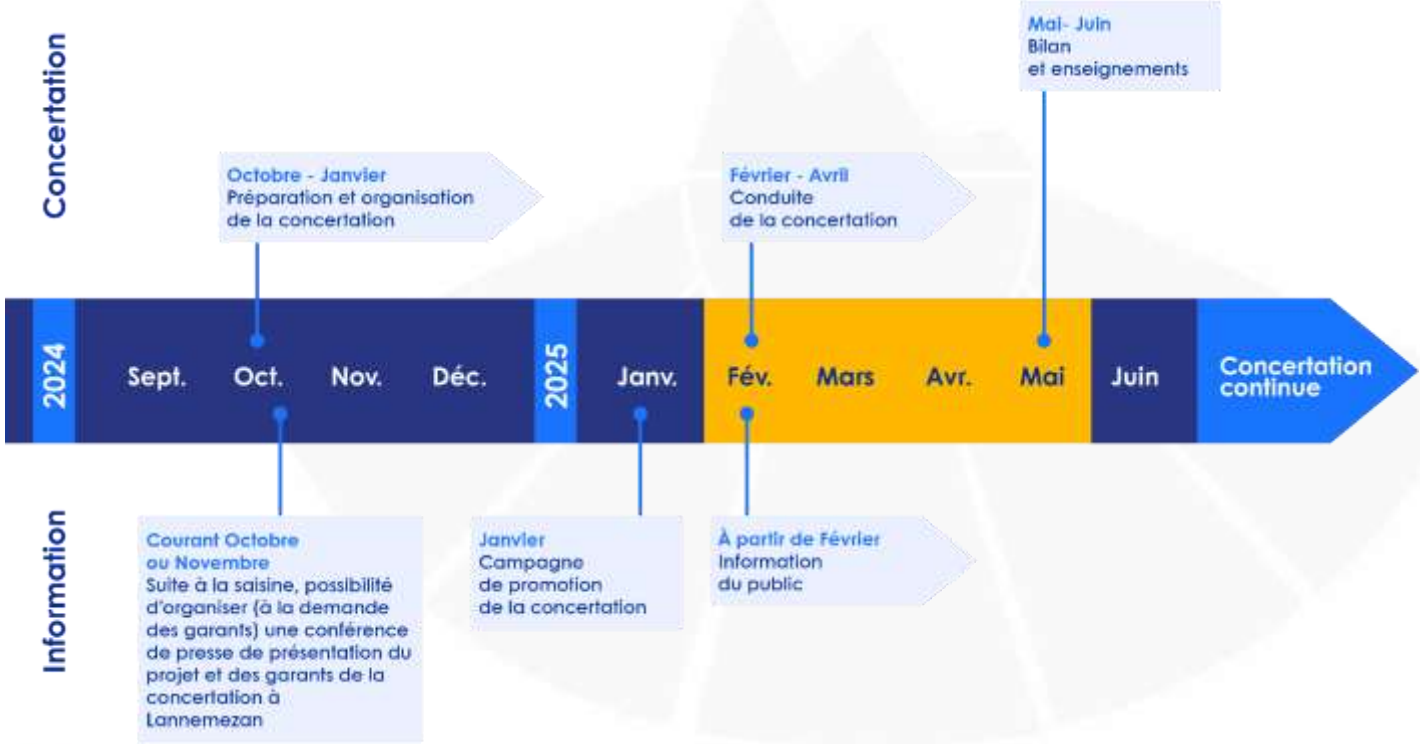 Concertation
Mai- Juin
Bilan
et enseignements
Octobre - Janvier
Préparation et organisation
de la concertation
Février - Avril
Conduite
de la concertation
2024
Sept.
Oct.
Nov.
Déc.
2025
Janv.
Fév.
Mars
Avr.
Mai
Juin
Concertation
continue
Information
Courant Octobre
ou Novembre
Suite à la saisine, possibilité
d'organiser (à la demande
des garants) une conférence
de presse de présentation du
projet et des garants de la
concertation à
Lannemezan
Janvier
Campagne
de promotion
de la concertation
À partir de Février
Information
du public